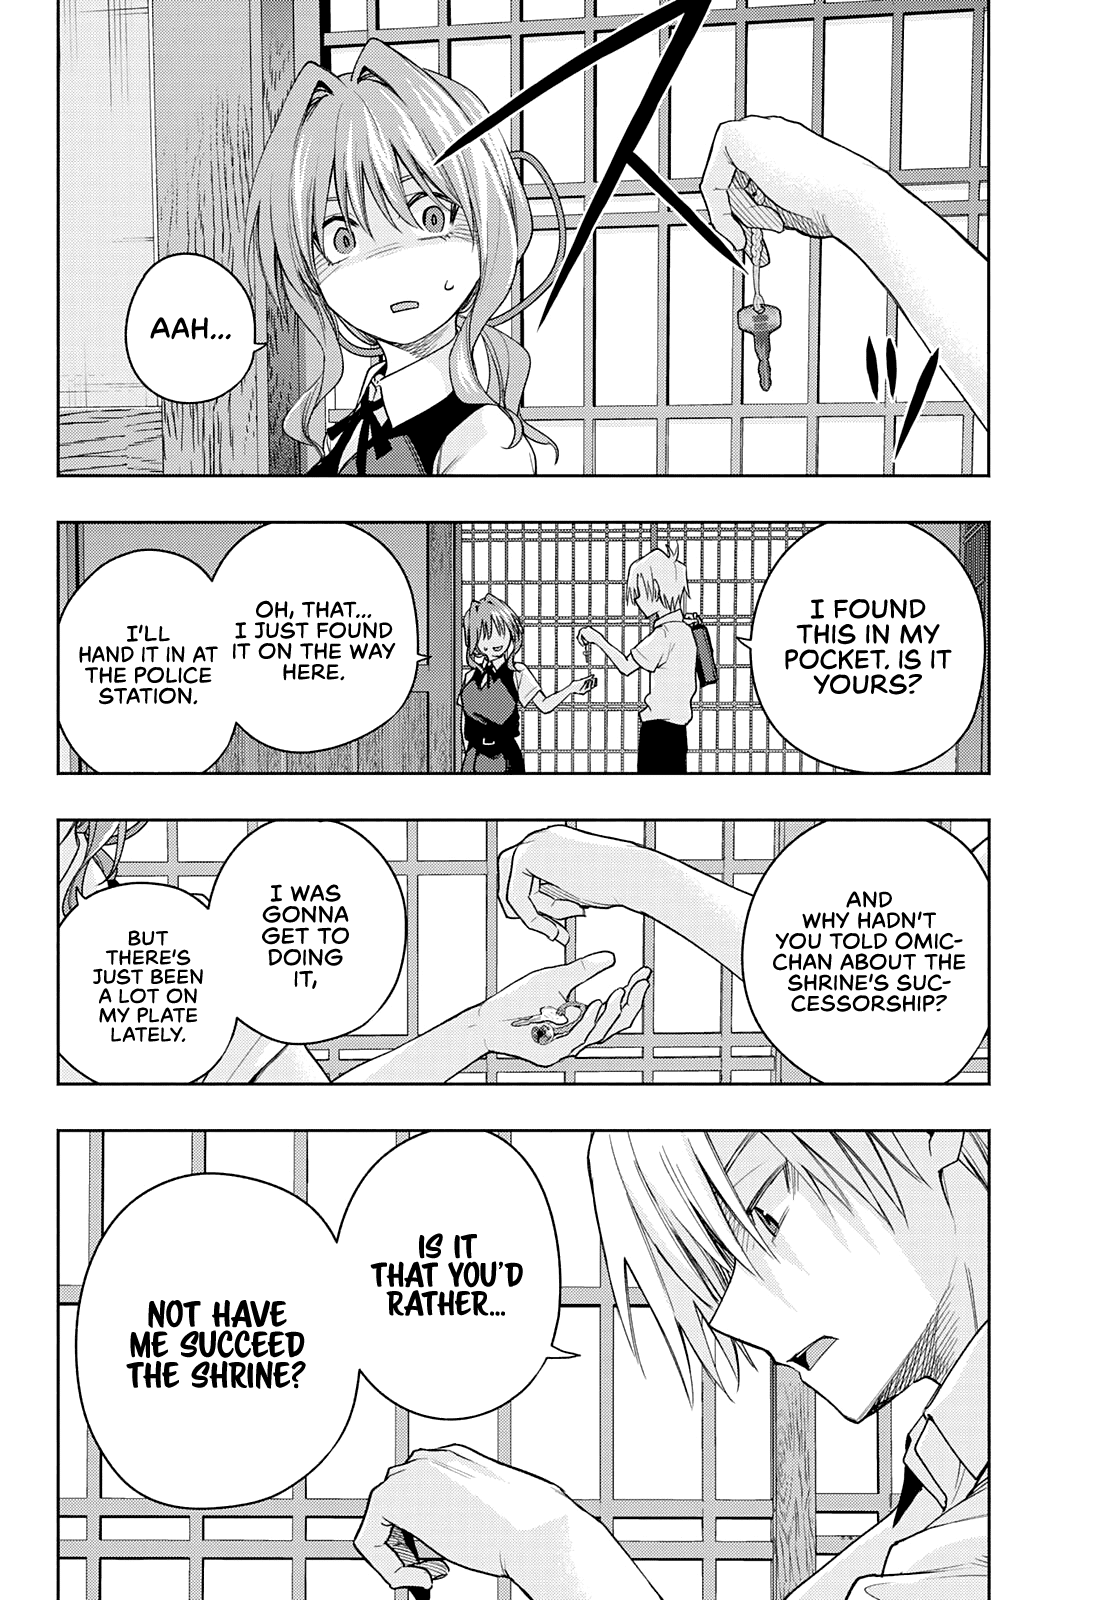 AAH...
I FOUND
THIS IN MY
POCKET. IS IT
YOURS?
OH, THAT...
I JUST FOUND
IT ON THE WAY
HERE.
I'LL
HAND IT IN AT
THE POLICE
STATION.
AND
WHY HADN'T
YOU TOLD OMIC-
CHAN ABOUT THE
SHRINE'S SUC-
CESSORSHIP?
I WAS
GONNA
GET TO
DOING
IT,
BUT
THERE'S
JUST BEEN
A LOT ON
MY PLATE
LATELY.
IS IT
THAT YOU'D
RATHER...
NOT HAVE
ME SUCCEED
THE SHRINE?